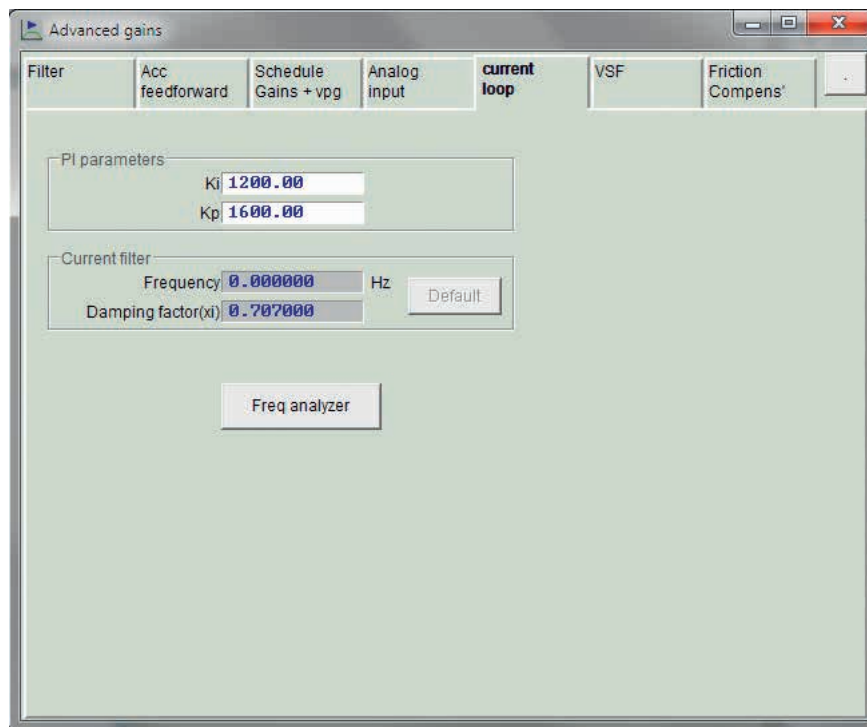 Advanced gains
Filter
Acc feedforward
Schedule Gains + vpg
Analog input
current loop
VSF
Friction Compens'
.
PI parameters
Ki 1200.00
Kp 1600.00
Current filter
Frequency 0.000000 Hz
Default
Damping factor(xi) 0.707000
Freq analyzer